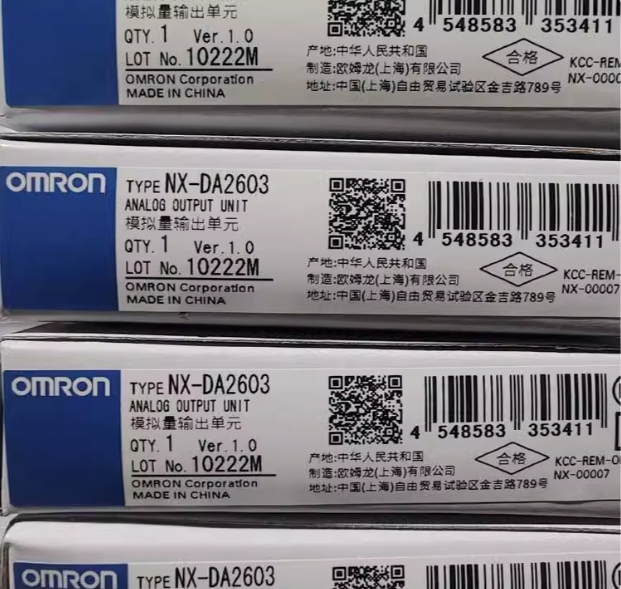 模拟量输出单元
QTY. 1 Ver.1.0
LOT No. 10222M
OMRON Corporation
MADE IN CHINA
4 548583 353411
产地:中华人民共和国
制造:欧姆龙(上海)有限公司
地址:中国(上海)自由贸易试验区金吉路789号
合格
KCC-REM
NX-0000
OMRON
TYPE NX-DA2603
ANALOG OUTPUT UNIT
模拟量输出单元
QTY. 1 Ver.1.0
LOT No. 10222M
OMRON Corporation
MADE IN CHINA
4 548583 353411
产地:中华人民共和国
制造:欧姆龙(上海)有限公司
地址:中国(上海)自由贸易试验区金吉路789号
合格
KCC-REM-
NX-00007
OMRON
TYPE NX-DA2603
ANALOG OUTPUT UNIT
模拟量输出单元
QTY. 1 Ver.1.0
LOT No. 10222M
OMRON Corporation
MADE IN CHINA
4 548583 353411
产地:中华人民共和国
制造:欧姆龙(上海)有限公司
地址:中国(上海)自由贸易试验区金吉路789号
合格
KCC-REM-O
NX-00007
OMRON
TYPE NX-DA2603